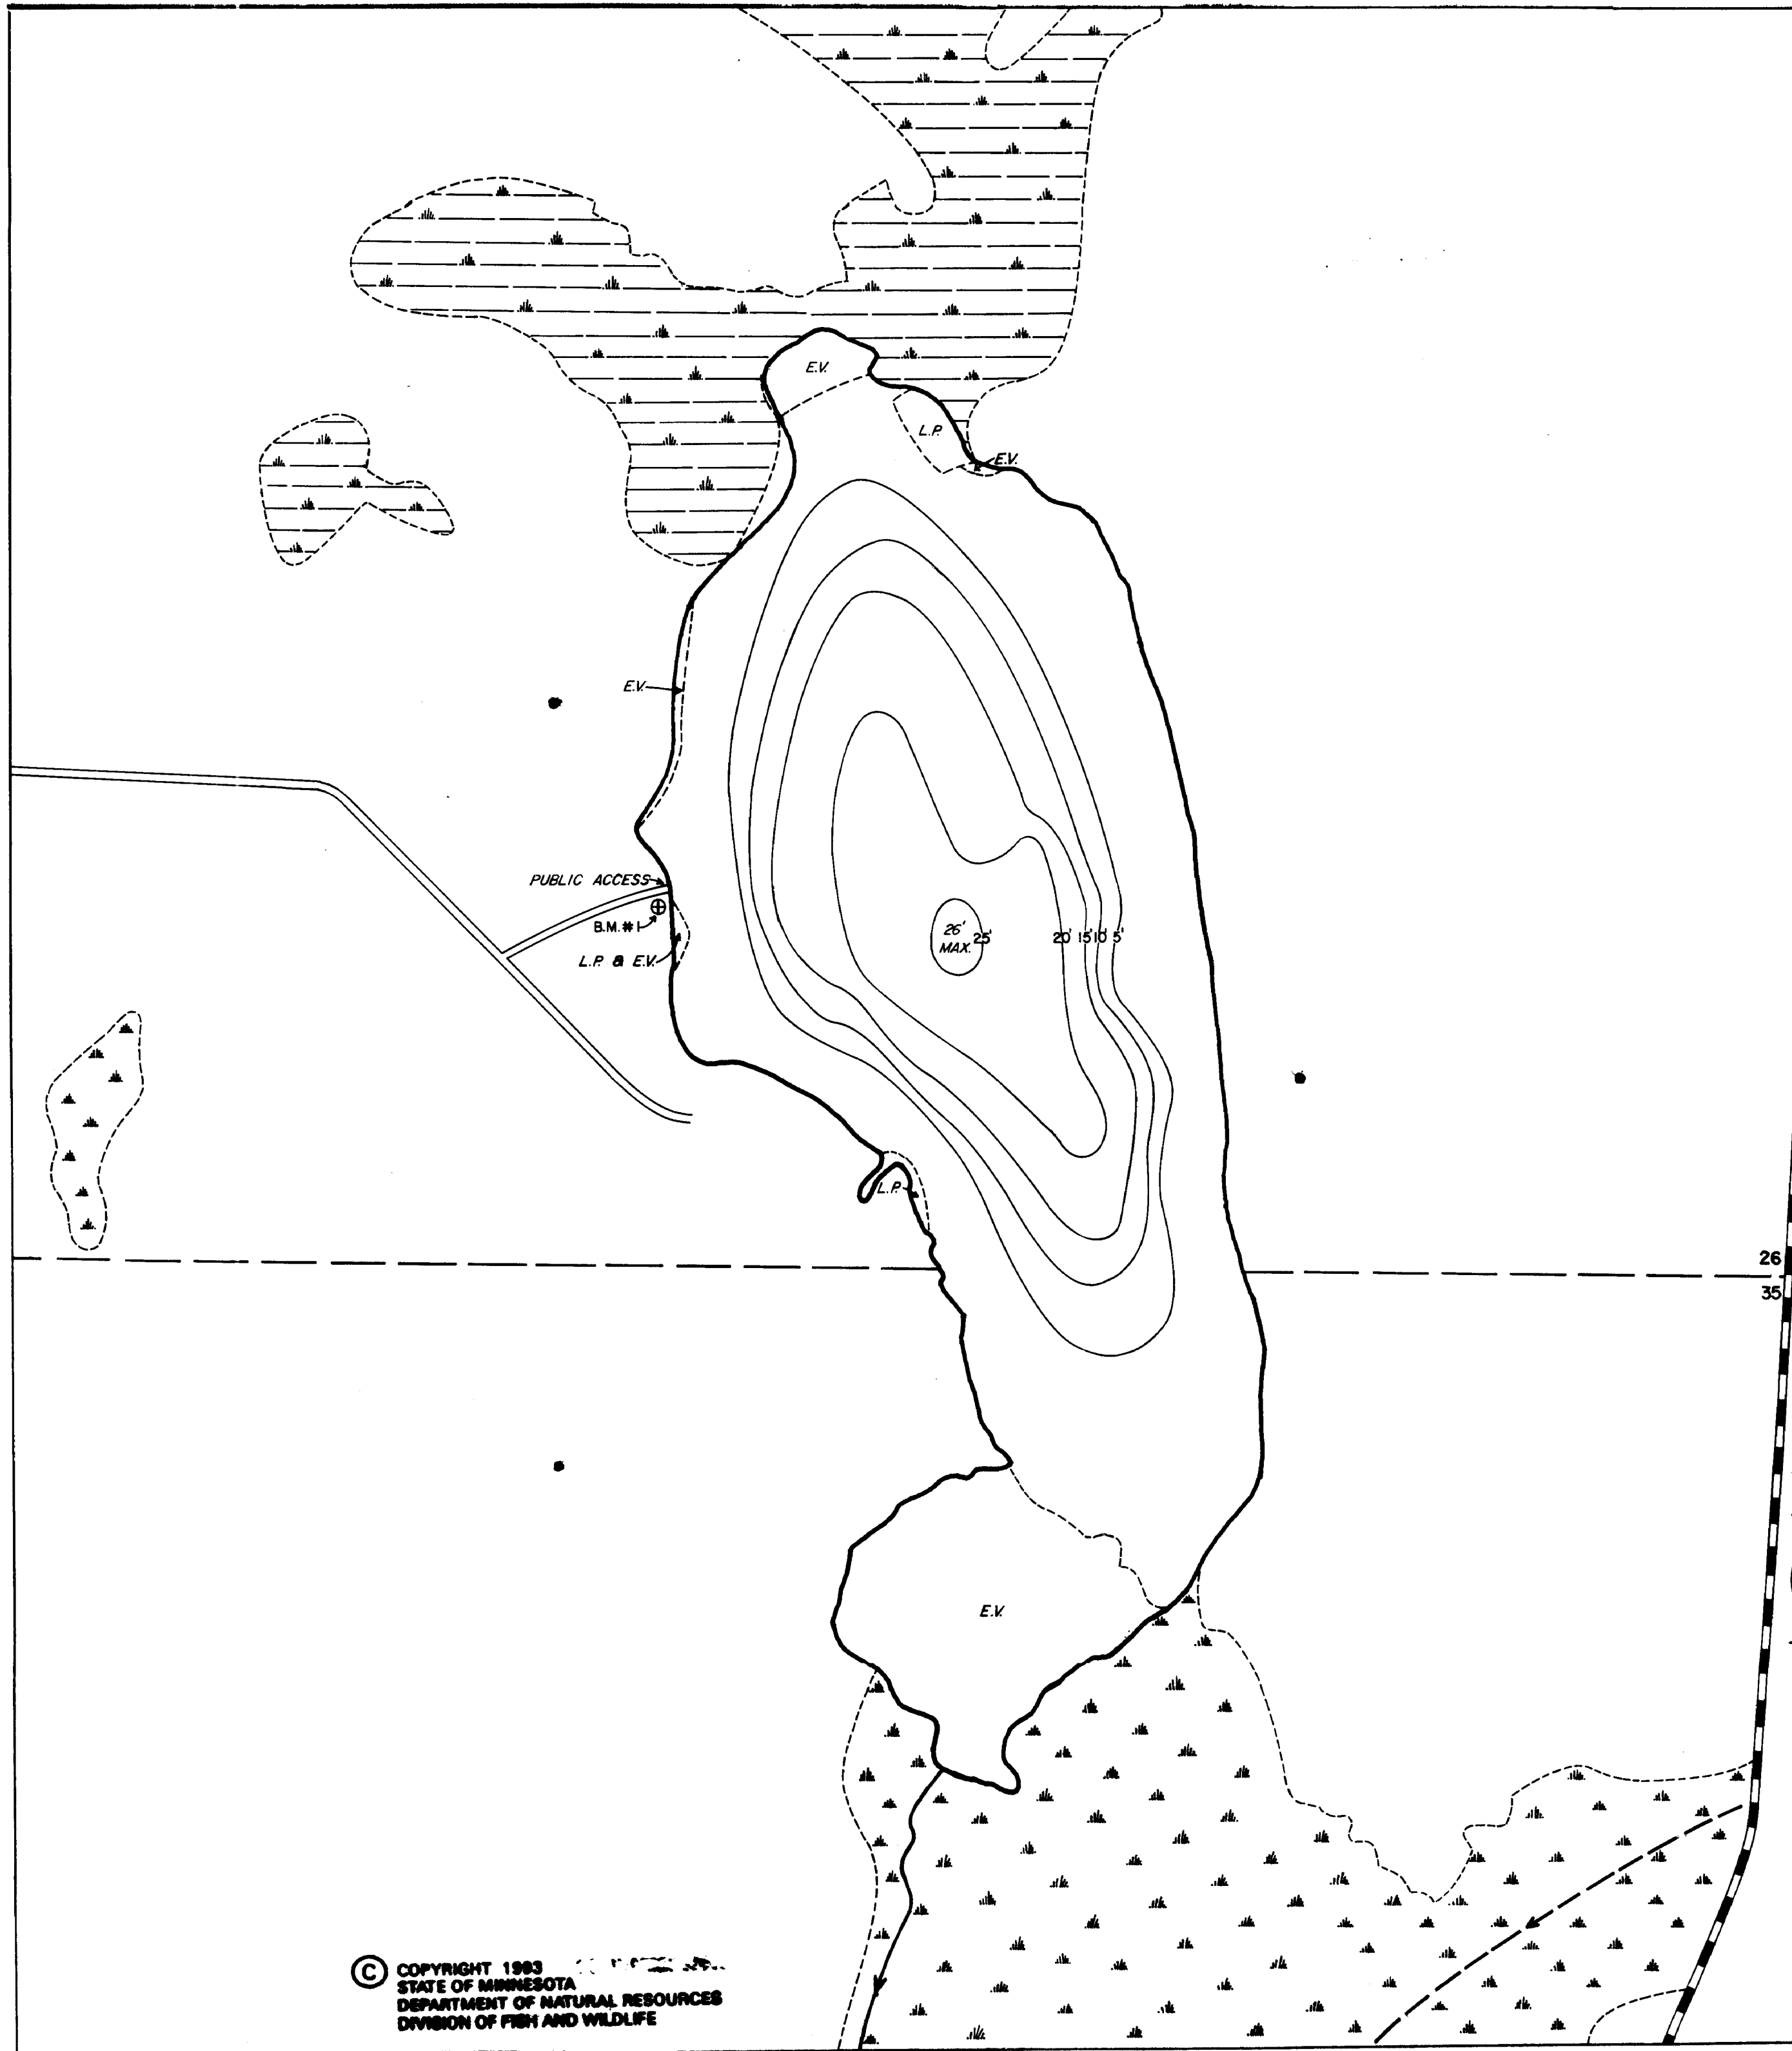 E.V.
L.P.
E.V.
E.V.
PUBLIC ACCESS
B.M. #1
L.P. & E.V.
26'
MAX.
25' 20' 15' 10' 5'
L.P.
26
35
E.V.
© COPYRIGHT 1993
STATE OF MINNESOTA
DEPARTMENT OF NATURAL RESOURCES
DIVISION OF FISH AND WILDLIFE